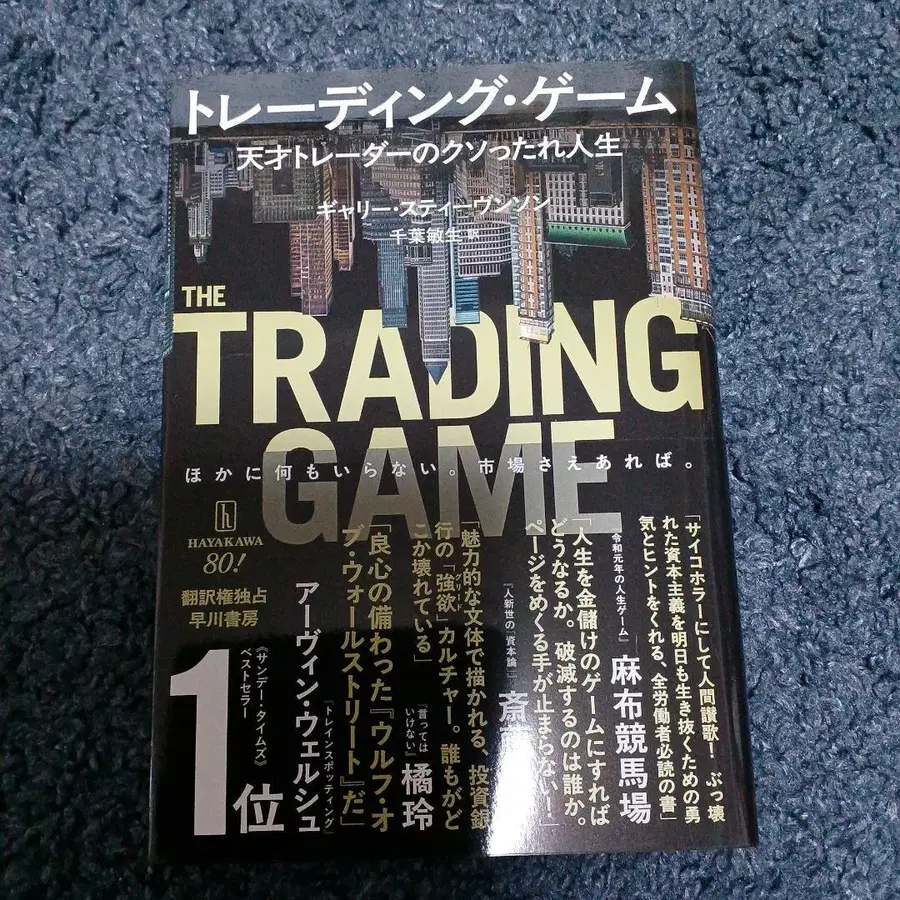 トレーディング・ゲーム
天才トレーダーのクソったれ人生
ギャリー・スティーヴンソン
千葉敏生 訳
THE
TRADING
GAME
ほかに何もいらない。市場さえあれば。
h
HAYAKAWA
80!
翻訳権独占
早川書房
「サイコホラーにして人間讃歌！ ぶっ壊
れた資本主義を明日も生き抜くための勇
気とヒントをくれる、全労働者必読の書」
『令和元年の人生ゲーム』
麻布競馬場
「人生を金儲けのゲームにすれば
どうなるか。破滅するのは誰か。
ページをめくる手が止まらない！」
『人新世の「資本論」』
斎
「魅力的な文体で描かれる、投資銀
行の「強欲」カルチャー。誰もがど
こか壊れている」
『言っては
いけない』
橘玲
「良心の備わった『ウルフ・オ
ブ・ウォールストリート』だ」
『トレインスポッティング』
アーヴィン・ウェルシュ
《サンデー・タイムズ》
ベストセラー
1位